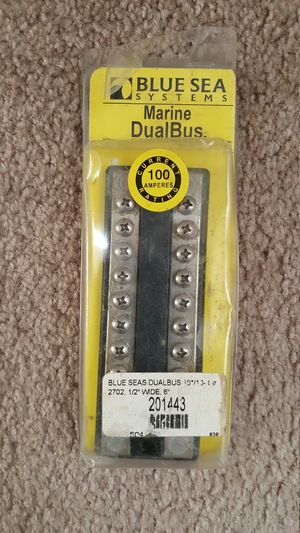 BLUE SEA
SYSTEMS
Marine
DualBus
CURRENT
100
AMPERES
RATING
BLUE SEAS DUALBUS
2702, 1/2" WIDE, 6"
201443